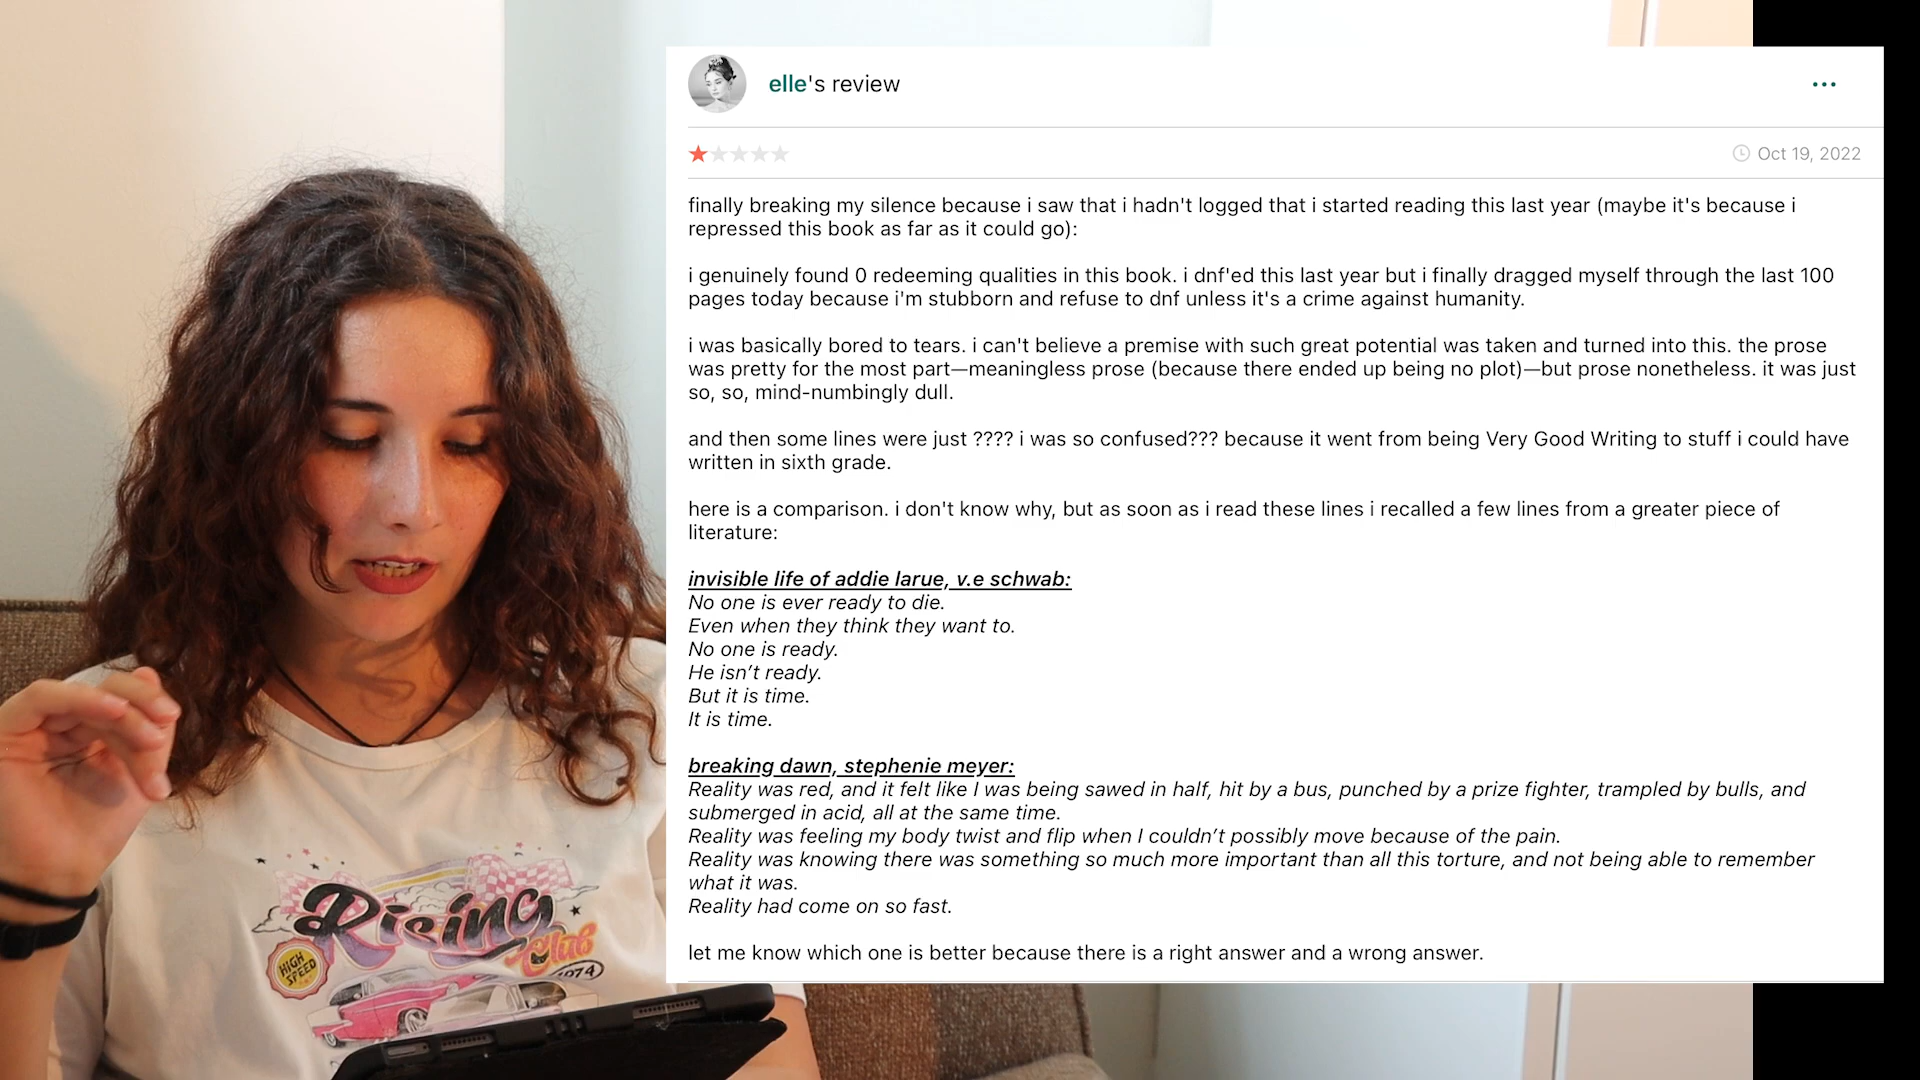 elle's review
Oct 19, 2022
finally breaking my silence because i saw that i hadn't logged that i started reading this last year (maybe it's because i
repressed this book as far as it could go):
i genuinely found 0 redeeming qualities in this book. i dnf'ed this last year but i finally dragged myself through the last 100
pages today because i'm stubborn and refuse to dnf unless it's a crime against humanity.
i was basically bored to tears. i can't believe a premise with such great potential was taken and turned into this. the prose
was pretty for the most part—meaningless prose (because there ended up being no plot)—but prose nonetheless. it was just
so, so, mind-numbingly dull.
and then some lines were just ???? i was so confused??? because it went from being Very Good Writing to stuff i could have
written in sixth grade.
here is a comparison. i don't know why, but as soon as i read these lines i recalled a few lines from a greater piece of
literature:
invisible life of addie larue, v.e schwab:
No one is ever ready to die.
Even when they think they want to.
No one is ready.
He isn’t ready.
But it is time.
It is time.
breaking dawn, stephenie meyer:
Reality was red, and it felt like I was being sawed in half, hit by a bus, punched by a prize fighter, trampled by bulls, and
submerged in acid, all at the same time.
Reality was feeling my body twist and flip when I couldn’t possibly move because of the pain.
Reality was knowing there was something so much more important than all this torture, and not being able to remember
what it was.
Reality had come on so fast.
let me know which one is better because there is a right answer and a wrong answer.
Rising
Club
HIGH
SPEED
1974